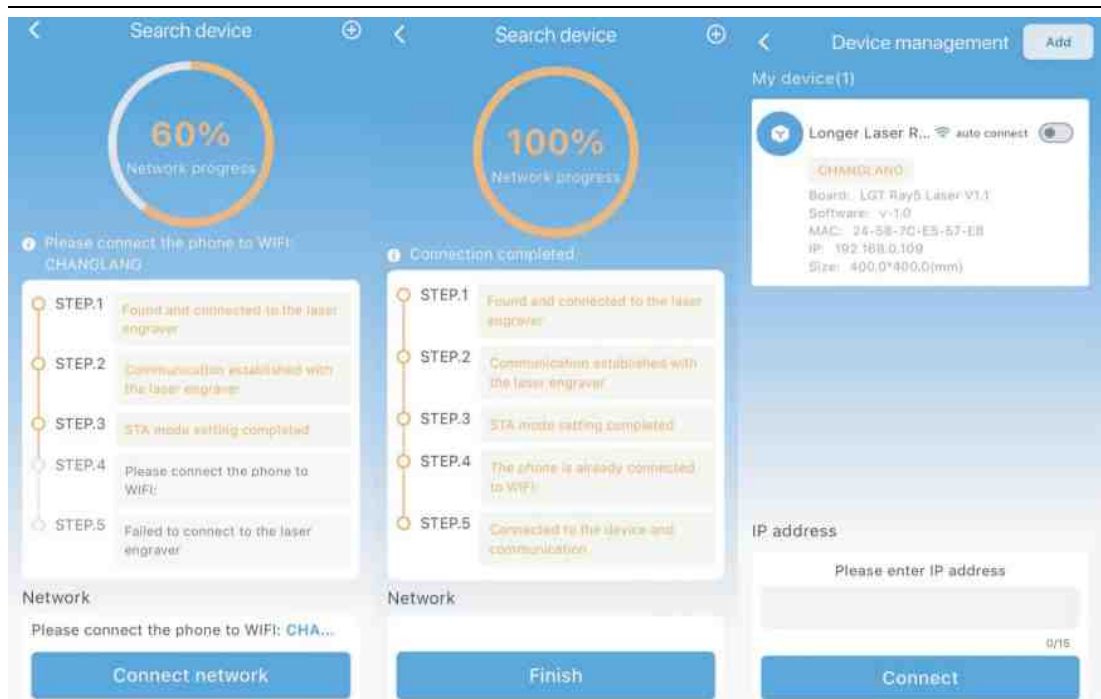 Search device
60%
Network progress
Please connect the phone to WIFI:
CHANGLANG
STEP.1
Found and connected to the laser
engraver
STEP.2
Communication established with
the laser engraver
STEP.3
STA mode setting completed
STEP.4
Please connect the phone to
WIFI:
STEP.5
Failed to connect to the laser
engraver
Network
Please connect the phone to WIFI: CHA...
Connect network
Search device
100%
Network progress
Connection completed
STEP.1
Found and connected to the laser
engraver
STEP.2
Communication established with
the laser engraver
STEP.3
STA mode setting completed
STEP.4
The phone is already connected
to WIFI:
STEP.5
Connected to the device and
communication
Network
Finish
Device management
Add
My device(1)
Longer Laser R... auto connect
CHANGLANG
Board: LGT Ray5 Laser V1.1
Software: v-1.0
MAC: 24-58-7C-E5-57-E8
IP: 192.168.0.109
Size: 400.0*400.0(mm)
IP address
Please enter IP address
0/15
Connect